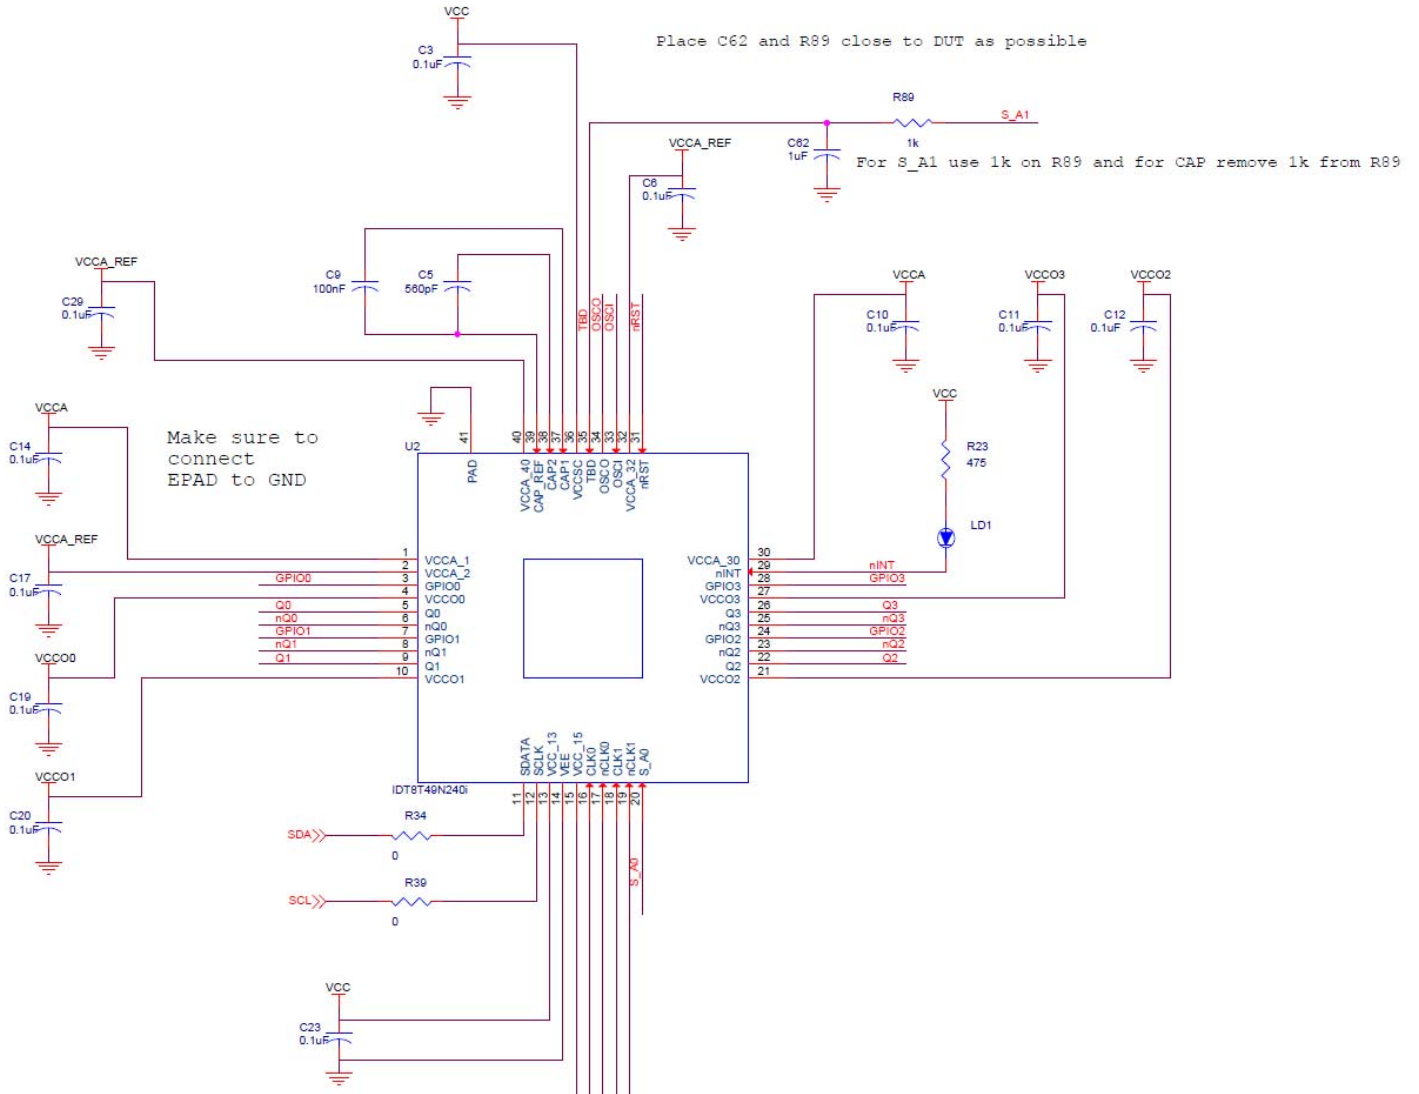 VCC
C3
0.1uF
Place C62 and R89 close to DUT as possible
R89
S_A1
1k
C62
1uF
For S_A1 use 1k on R89 and for CAP remove 1k from R89
VCCA_REF
C6
0.1uF
VCCA_REF
C29
0.1uF
C9
100nF
C5
560pF
TBD
OSCO
OSCI
nRST
VCCA
C10
0.1uF
VCCO3
C11
0.1uF
VCCO2
C12
0.1uF
VCCA
C14
0.1uF
Make sure to
connect
EPAD to GND
VCC
R23
475
LD1
U2
41
40
39
38
37
36
35
34
33
32
31
PAD
VCCA_40
CAP_REF
CAP2
CAP1
VCCSC
TBD
OSCO
OSCI
VCCA_32
nRST
VCCA_REF
C17
0.1uF
VCCO0
C19
0.1uF
VCCO1
C20
0.1uF
1 VCCA_1
2 VCCA_2
GPIO0 3 GPIO0
4 VCCO0
Q0 5 Q0
nQ0 6 nQ0
GPIO1 7 GPIO1
nQ1 8 nQ1
Q1 9 Q1
10 VCCO1
VCCA_30 30
nINT 29 nINT
GPIO3 28 GPIO3
VCCO3 27
Q3 26 Q3
nQ3 25 nQ3
GPIO2 24 GPIO2
nQ2 23 nQ2
Q2 22 Q2
VCCO2 21
SDATA
SCLK
VCC_13
VEE
VCC_15
CLK0
nCLK0
CLK1
nCLK1
S_A0
IDT8T49N240i
11
12
13
14
15
16
17
18
19
20
R34
SDA
0
R39
SCL
0
S_A0
VCC
C23
0.1uF